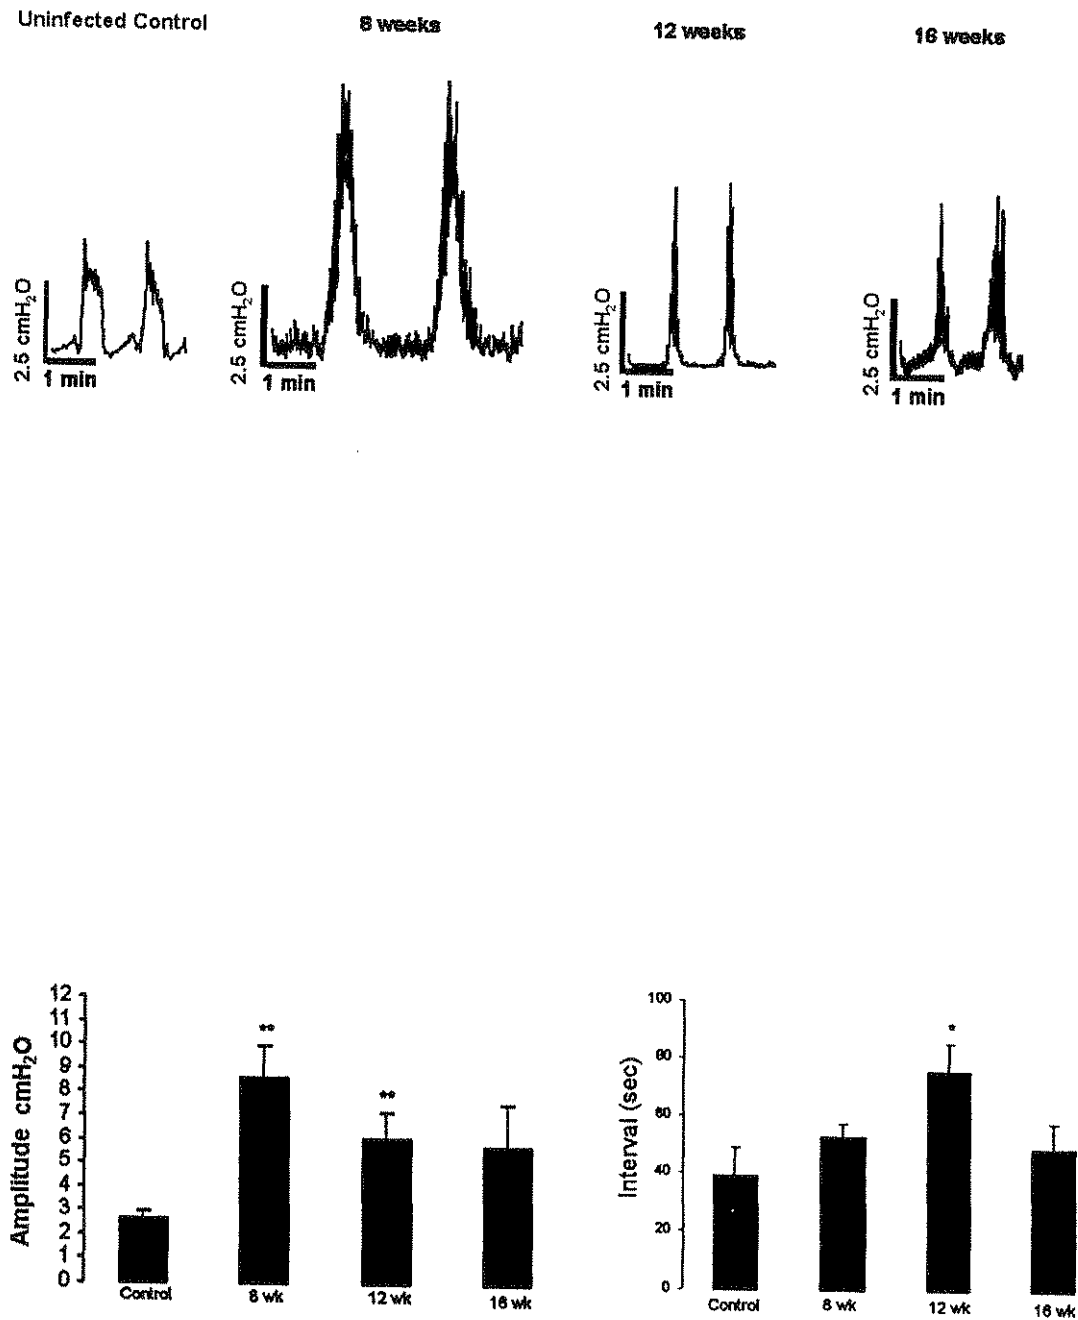 Uninfected Control
8 weeks
12 weeks
16 weeks
2.5 cmH₂O
1 min
2.5 cmH₂O
1 min
2.5 cmH₂O
1 min
2.5 cmH₂O
1 min
Amplitude cmH₂O
12
11
10
9
8
7
6
5
4
3
2
1
0
**
**
Control
8 wk
12 wk
16 wk
Interval (sec)
100
80
60
40
20
0
*
Control
8 wk
12 wk
16 wk